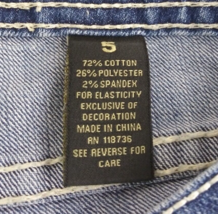 5
72% COTTON
26% POLYESTER
2% SPANDEX
FOR ELASTICITY
EXCLUSIVE OF
DECORATION
MADE IN CHINA
RN 119736
SEE REVERSE FOR
CARE